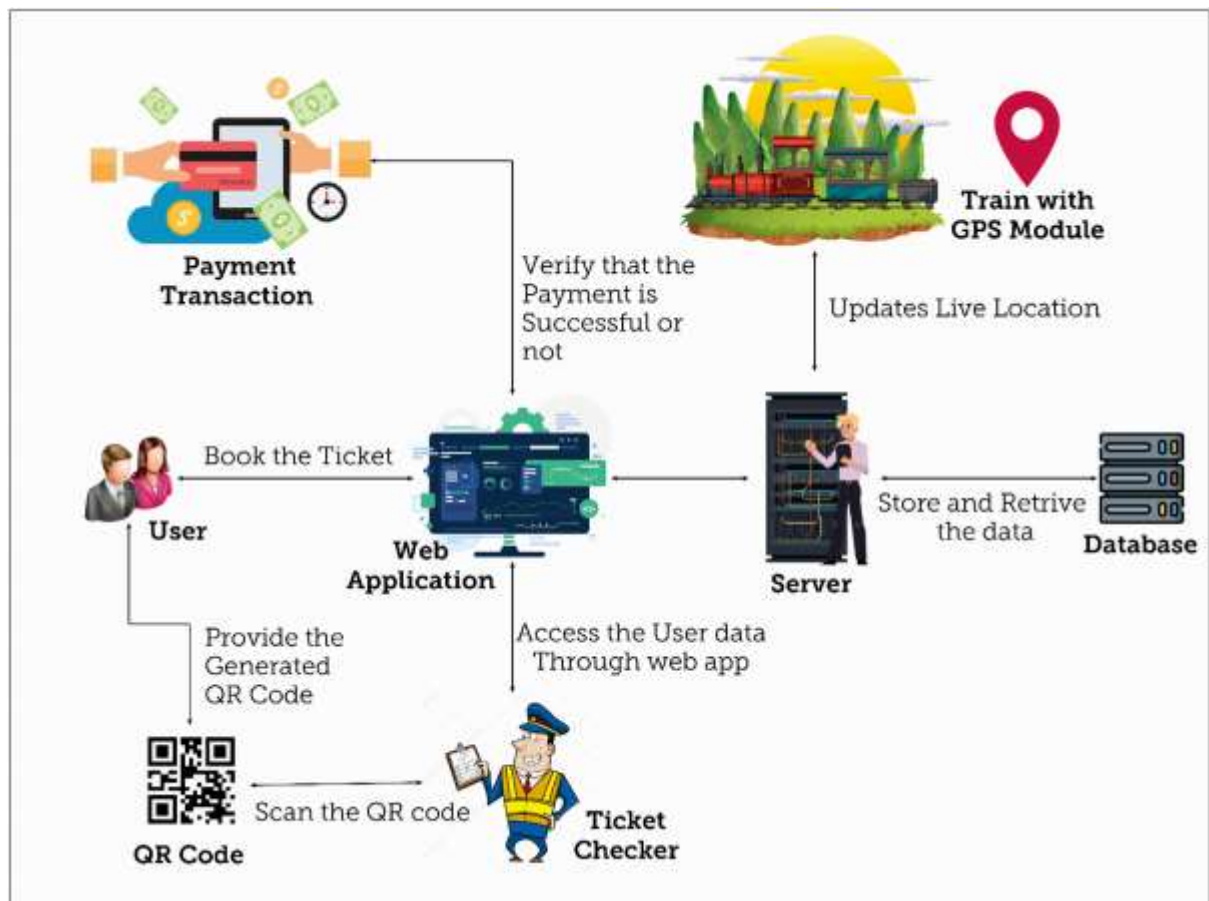 Payment
Transaction
Train with
GPS Module
Verify that the
Payment is
Successful or
not
Updates Live Location
Book the Ticket
User
Web
Application
Server
Store and Retrive
the data
Database
Provide the
Generated
QR Code
Access the User data
Through web app
Scan the QR code
QR Code
Ticket
Checker